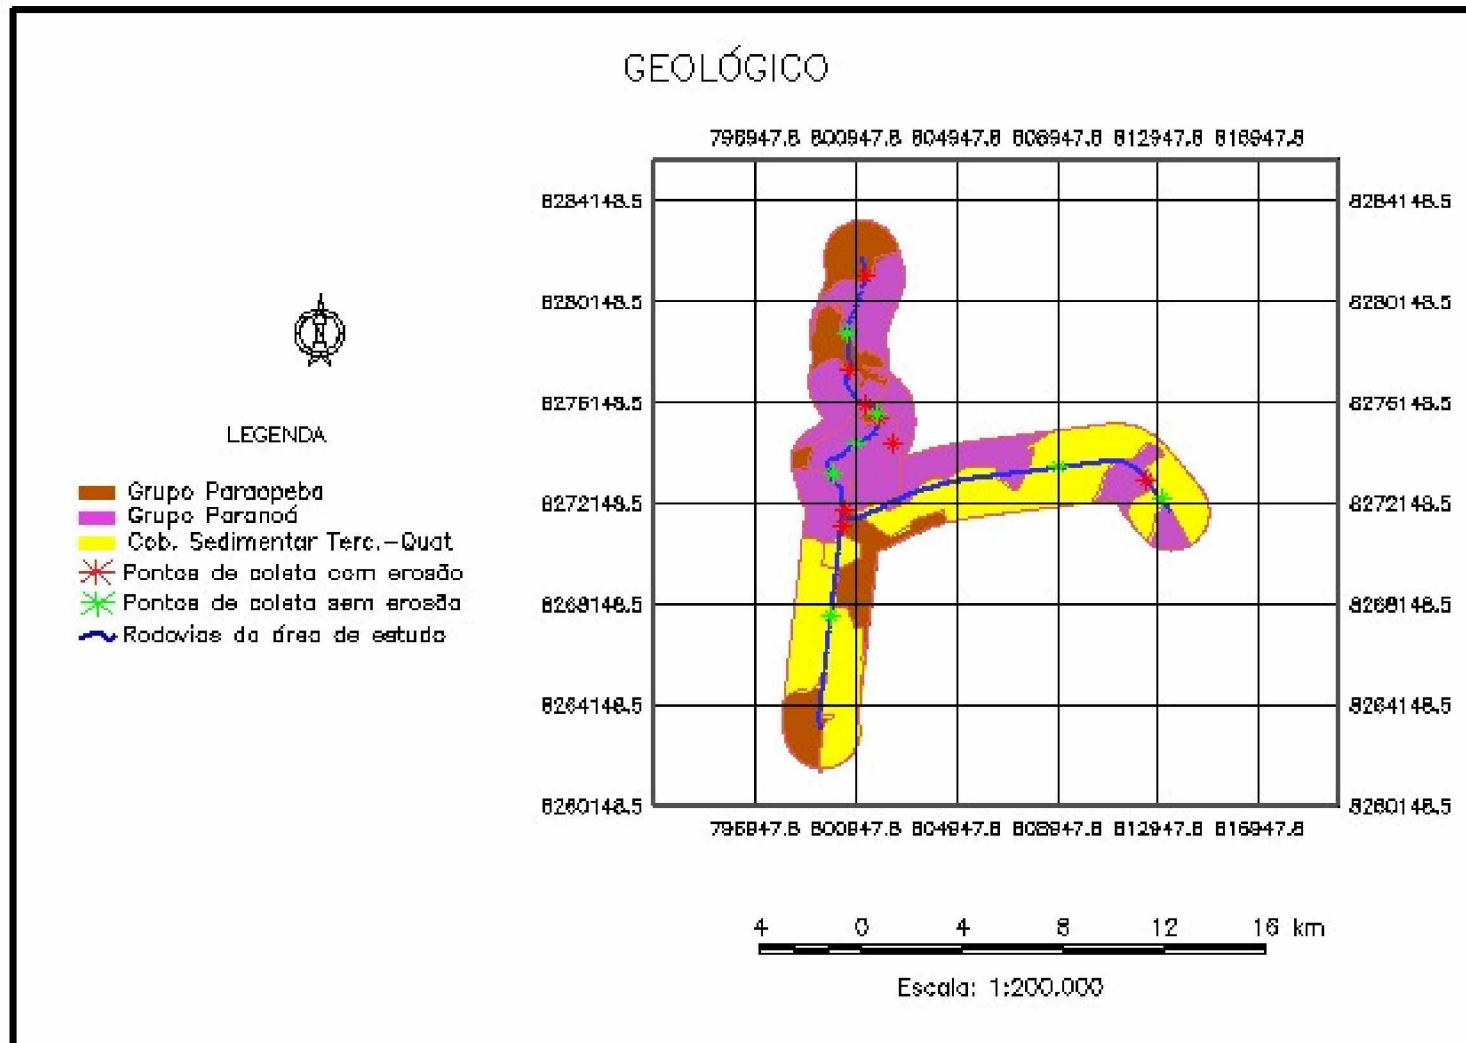 GEOLÓGICO
796947.8 800947.8 804947.8 808947.8 812947.8 816947.8
8284148.5 8284148.5
8280148.5 8280148.5
8276148.5 8276148.5
8272148.5 8272148.5
8268148.5 8268148.5
8264148.5 8264148.5
8260148.5 8260148.5
796947.8 800947.8 804947.8 808947.8 812947.8 816947.8
N
LEGENDA
Grupo Paraopeba
Grupo Paranoá
Cob. Sedimentar Terc.-Quat
Pontos de coleta com erosão
Pontos de coleta sem erosão
Rodovias da área de estudo
4 0 4 8 12 16 km
Escala: 1:200.000